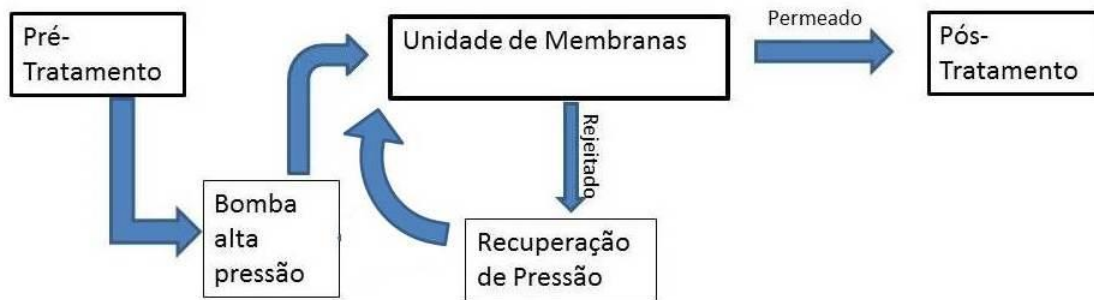 Pré-
Tratamento
Unidade de Membranas
Permeado
Pós-
Tratamento
Rejeitado
Bomba
alta
pressão
Recuperação
de Pressão